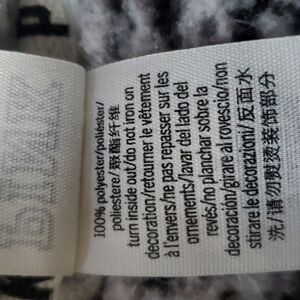 100% polyester/poliéster/
poliestere/聚酯纤维
turn inside out/do not iron on
decoration/retourner le vêtement
à l'envers/ne pas repasser sur les
ornements/lavar del lado del
revés/no planchar sobre la
decoración/girare al rovescio/non
stirare le decorazioni/反面水
洗/请勿熨烫装饰部分